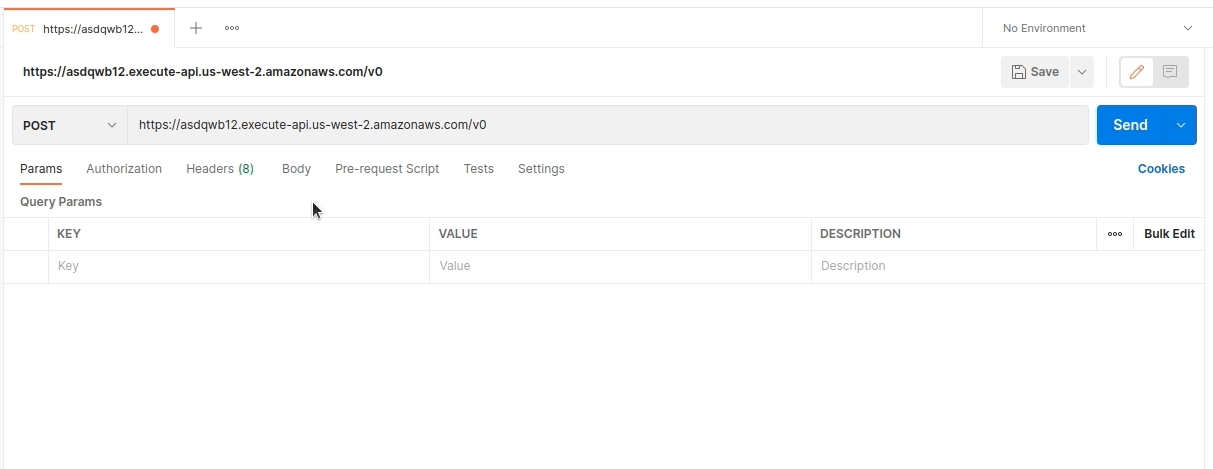 POST https://asdqwb12... No Environment
https://asdqwb12.execute-api.us-west-2.amazonaws.com/v0 Save
POST https://asdqwb12.execute-api.us-west-2.amazonaws.com/v0 Send
Params Authorization Headers (8) Body Pre-request Script Tests Settings Cookies
Query Params
KEY VALUE DESCRIPTION Bulk Edit
Key Value Description